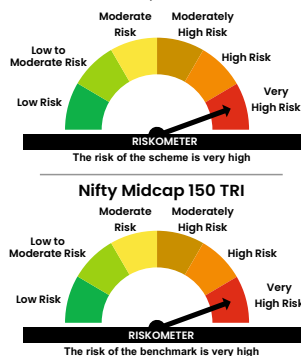 Moderate Moderately
Risk High Risk
Low to
Moderate Risk
High Risk
Low Risk
Very
High Risk
RISKOMETER
The risk of the scheme is very high
Nifty Midcap 150 TRI
Moderate Moderately
Risk High Risk
Low to
Moderate Risk
High Risk
Low Risk
Very
High Risk
RISKOMETER
The risk of the benchmark is very high